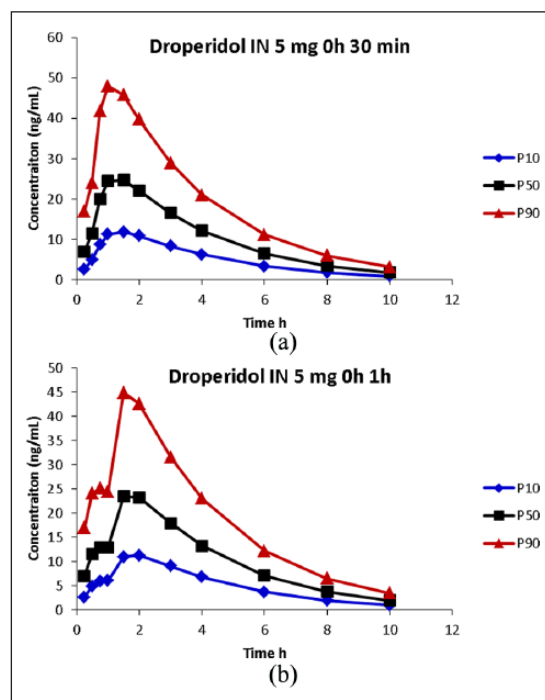 Droperidol IN 5 mg 0h 30 min
60
50
40
30
20
10
0
Concentraiton (ng/mL)
0 2 4 6 8 10 12
Time h
P10
P50
P90
(a)
Droperidol IN 5 mg 0h 1h
50
45
40
35
30
25
20
15
10
5
0
Concentraiton (ng/mL)
0 2 4 6 8 10 12
Time h
P10
P50
P90
(b)